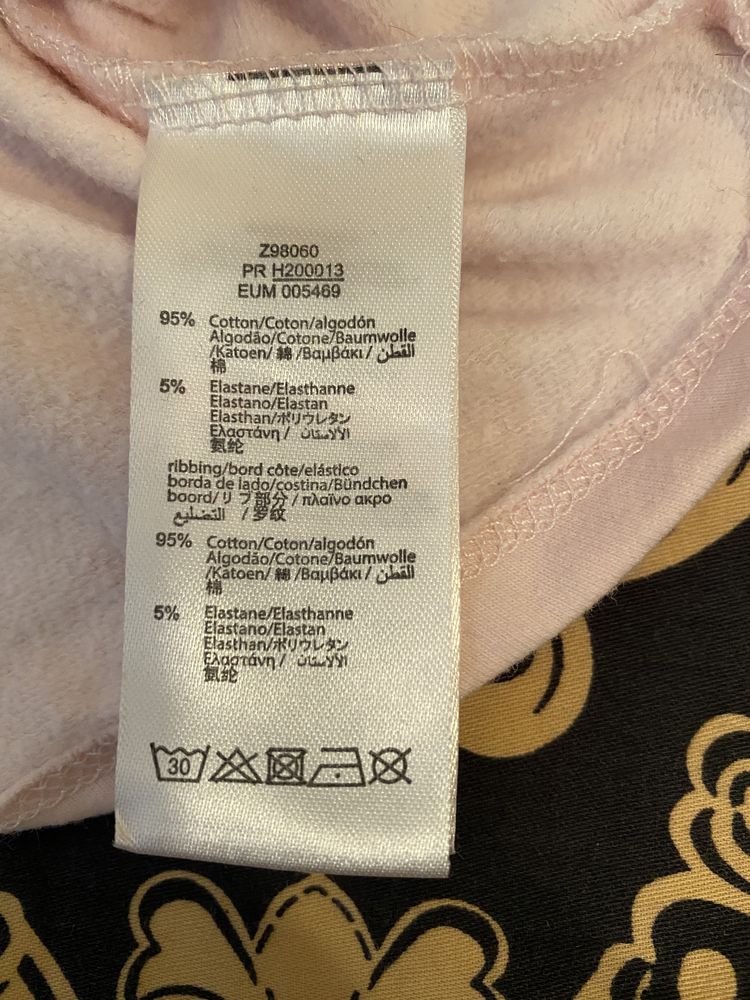 Z98060
PR H200013
EUM 005469
95% Cotton/Coton/algodón
Algodão/Cotone/Baumwolle
/Katoen/ 綿 /Βαμβάκι / القطن
棉
5% Elastane/Elasthanne
Elastano/Elastan
Elasthan/ポリウレタン
Ελαστάνη / الألاستان
氨纶
ribbing/bord côte/elástico
borda de lado/costina/Bündchen
boord/リブ部分/πλαϊνο ακρο
التضليع / 罗纹
95% Cotton/Coton/algodón
Algodão/Cotone/Baumwolle
/Katoen/ 綿 /Βαμβάκι / القطن
棉
5% Elastane/Elasthanne
Elastano/Elastan
Elasthan/ポリウレタン
Ελαστάνη / الألاستان
氨纶
30